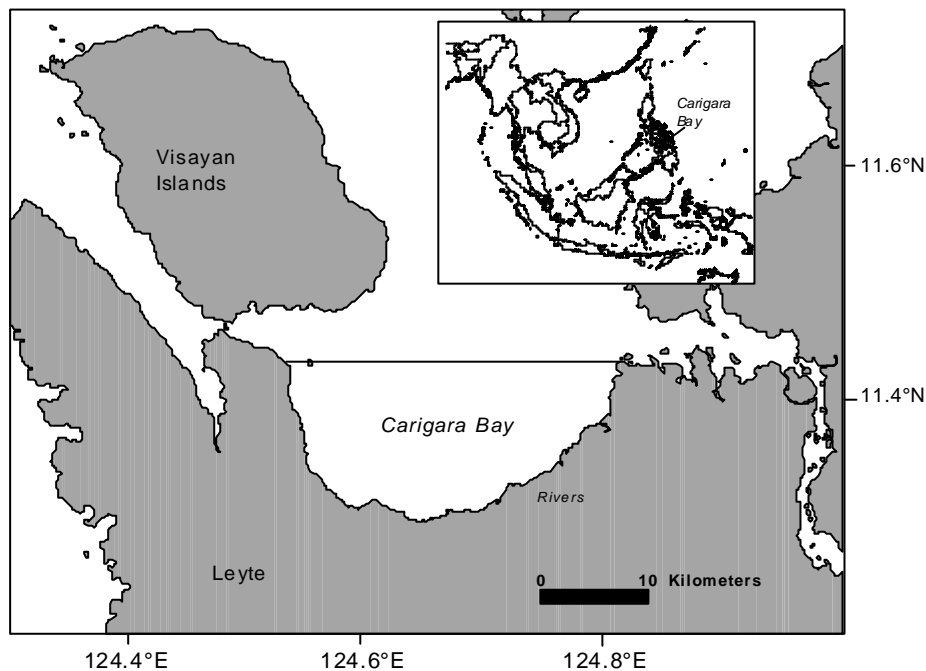 Carigara
Bay
Visayan
Islands
11.6°N
11.4°N
Carigara Bay
Rivers
Leyte
0 10 Kilometers
124.4°E 124.6°E 124.8°E